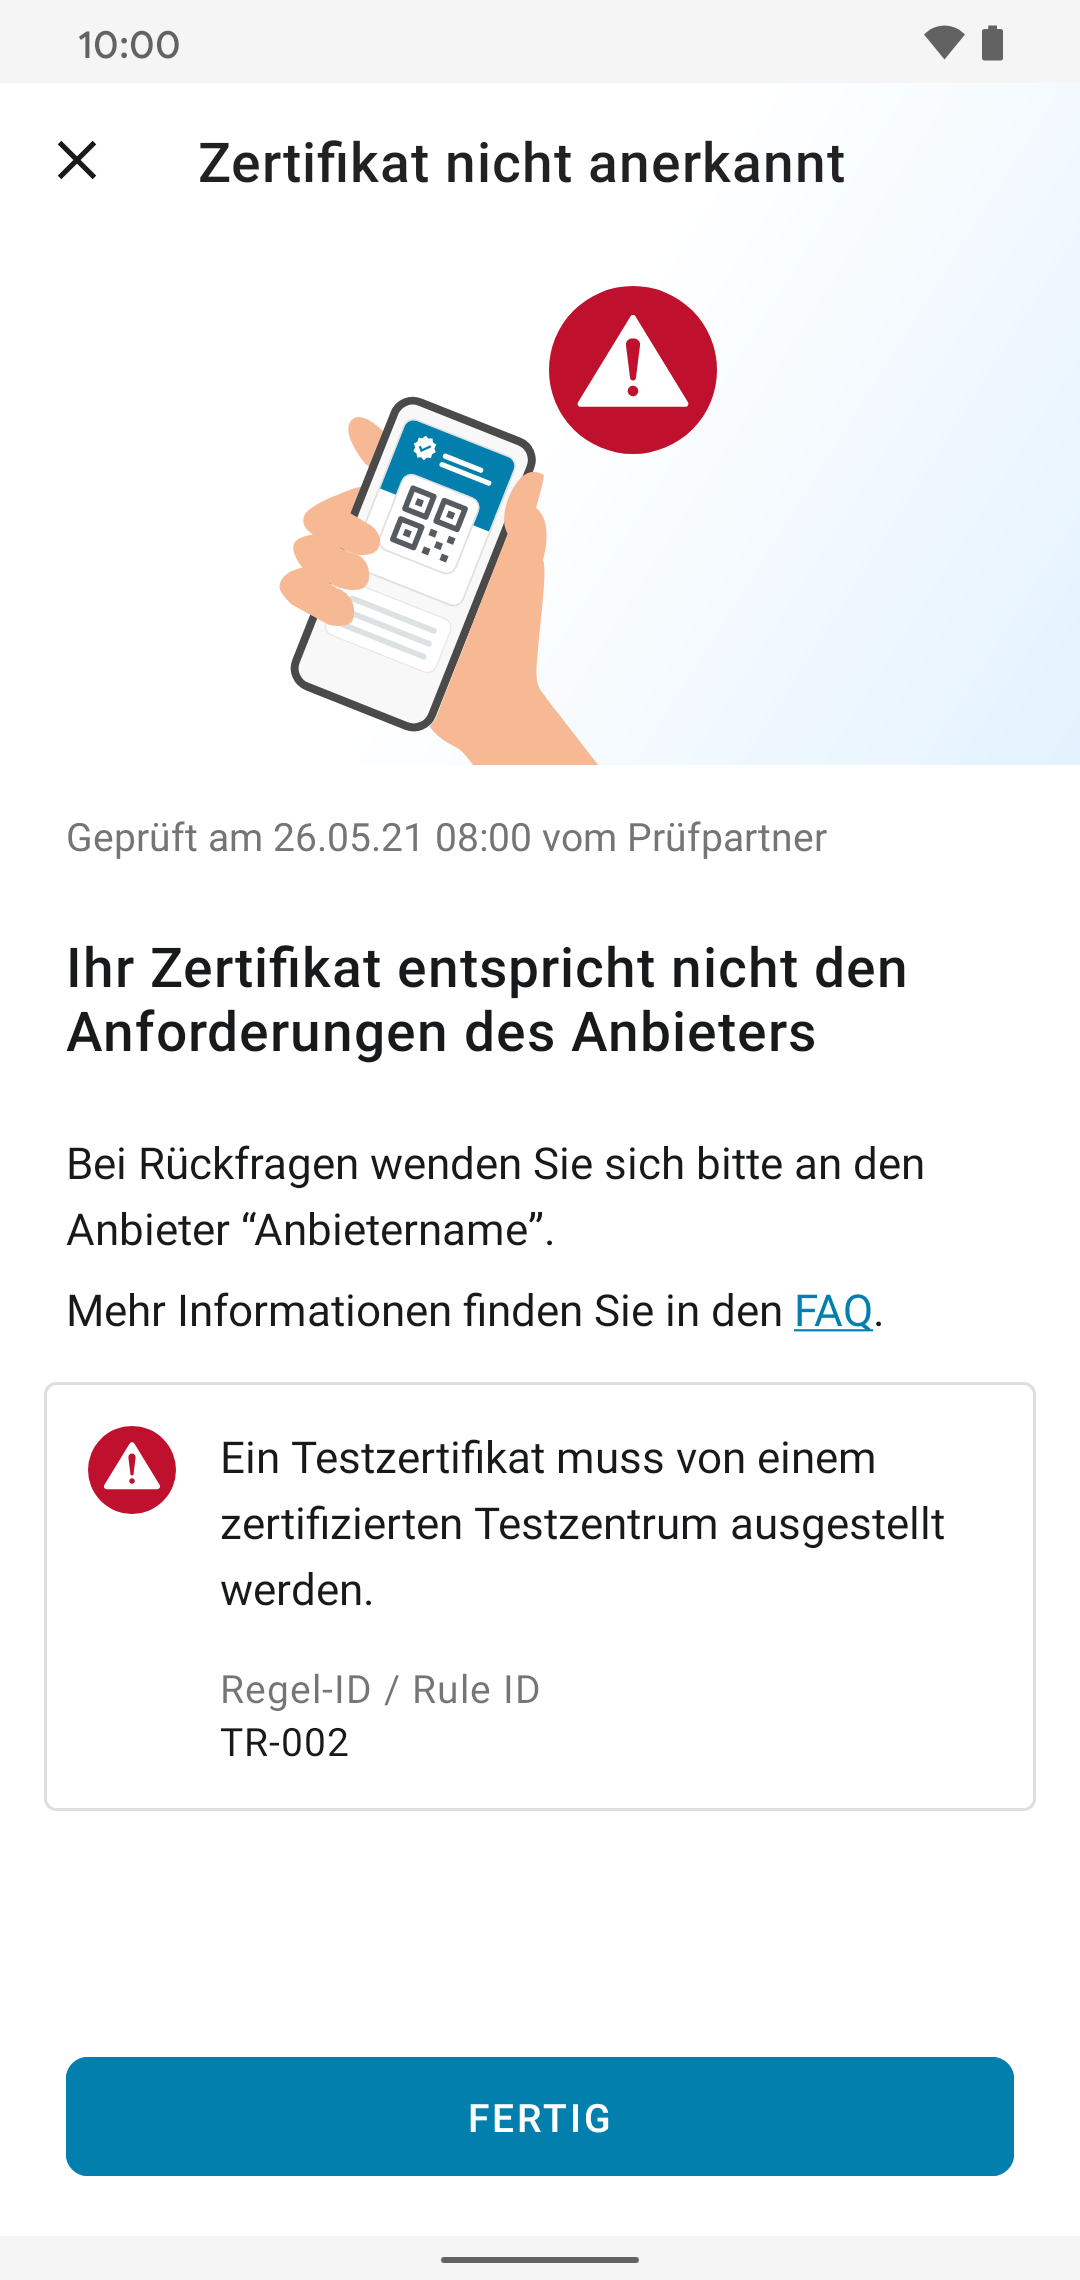 10:00
Zertifikat nicht anerkannt
Geprüft am 26.05.21 08:00 vom Prüfpartner
Ihr Zertifikat entspricht nicht den
Anforderungen des Anbieters
Bei Rückfragen wenden Sie sich bitte an den
Anbieter “Anbietername”.
Mehr Informationen finden Sie in den FAQ.
Ein Testzertifikat muss von einem
zertifizierten Testzentrum ausgestellt
werden.
Regel-ID / Rule ID
TR-002
FERTIG